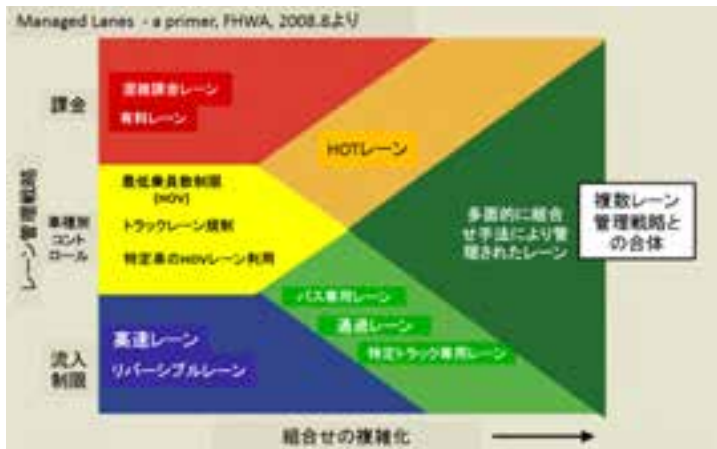 Managed Lanes - a primer, FHWA, 2008.8より
課金
混雑課金レーン
有料レーン
HOTレーン
レーン管理戦略
車種別
コント
ロール
最低乗員数制限
(HOV)
トラックレーン規制
特定車のHOVレーン利用
多面的に組合
せ手法により管
理されたレーン
複数レーン
管理戦略と
の合体
バス専用レーン
通過レーン
特定トラック専用レーン
流入
制限
高速レーン
リバーシブルレーン
組合せの複雑化